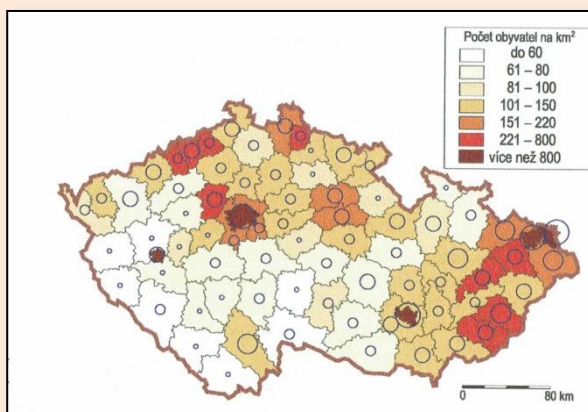 Počet obyvatel na km²
do 60
61 – 80
81 – 100
101 – 150
151 – 220
221 – 800
více než 800
0 80 km